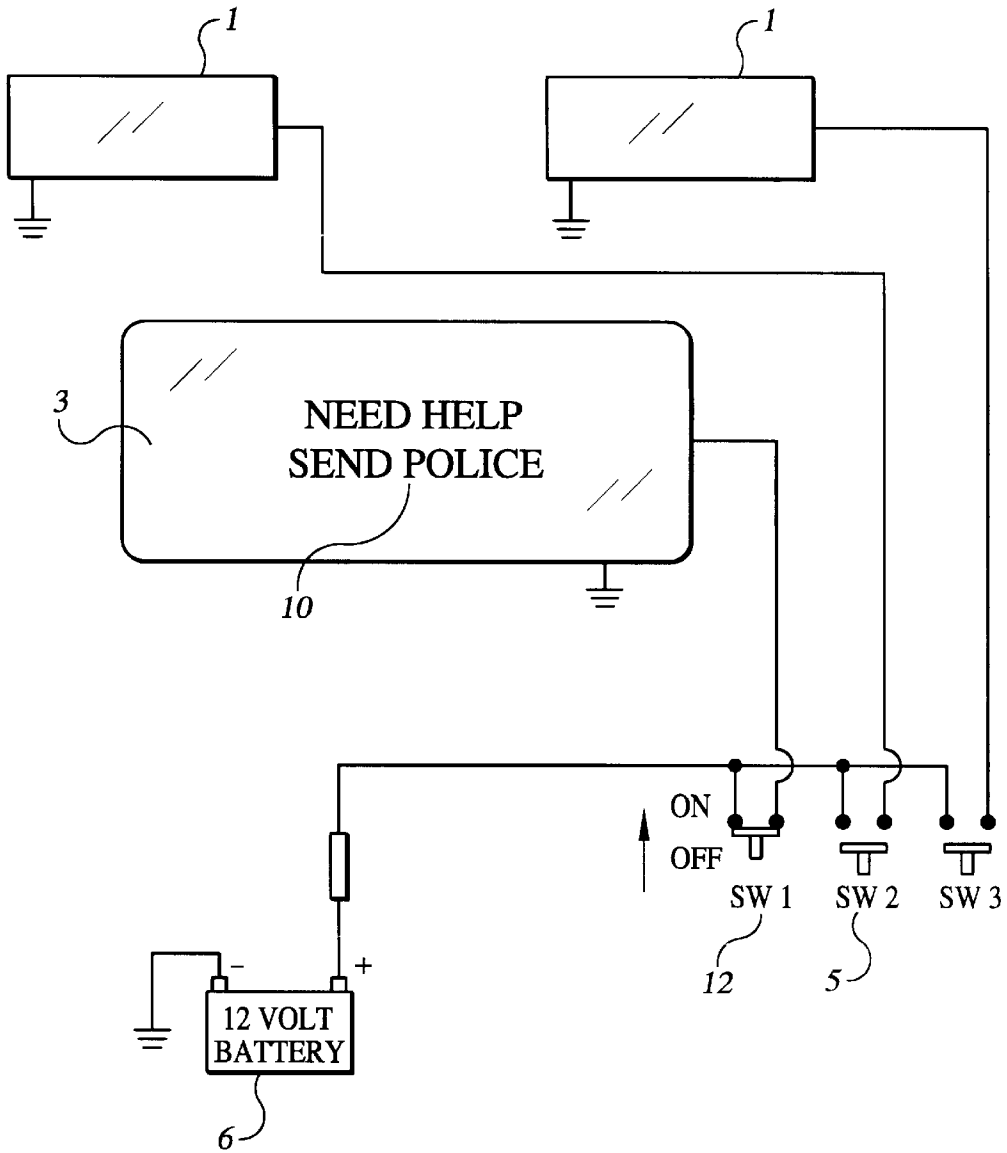 1
1
3
NEED HELP
SEND POLICE
10
ON
OFF
SW 1
SW 2
SW 3
12
5
− +
12 VOLT
BATTERY
6